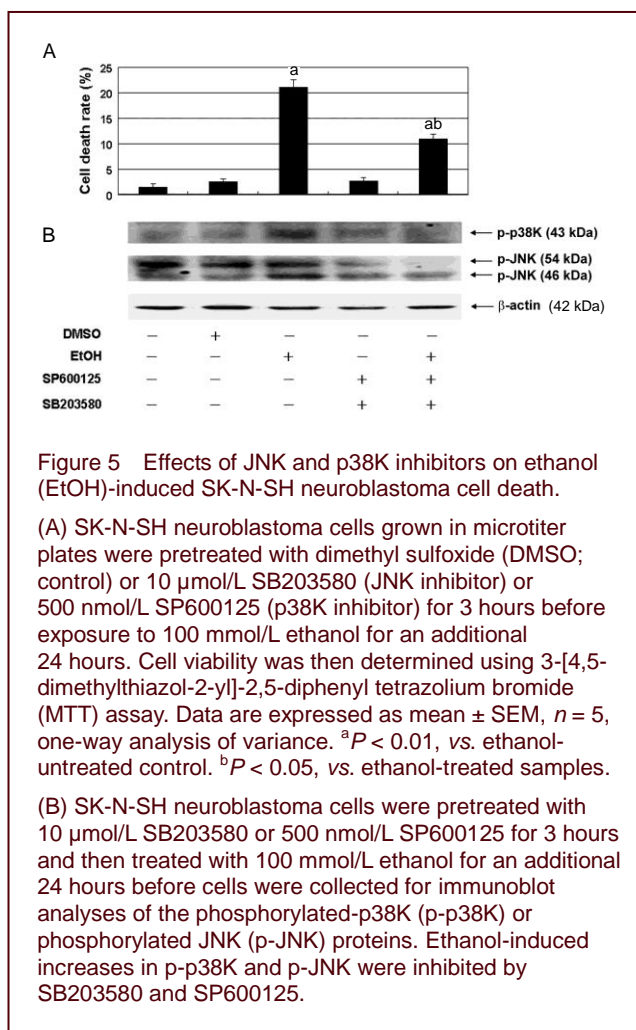 A
25
20
15
10
5
0
Cell death rate (%)
a
ab
B
p-p38K (43 kDa)
p-JNK (54 kDa)
p-JNK (46 kDa)
β-actin (42 kDa)
DMSO – + – – –
EtOH – – + – +
SP600125 – – – + +
SB203580 – – – + +
Figure 5 Effects of JNK and p38K inhibitors on ethanol
(EtOH)-induced SK-N-SH neuroblastoma cell death.
(A) SK-N-SH neuroblastoma cells grown in microtiter
plates were pretreated with dimethyl sulfoxide (DMSO;
control) or 10 µmol/L SB203580 (JNK inhibitor) or
500 nmol/L SP600125 (p38K inhibitor) for 3 hours before
exposure to 100 mmol/L ethanol for an additional
24 hours. Cell viability was then determined using 3-[4,5-
dimethylthiazol-2-yl]-2,5-diphenyl tetrazolium bromide
(MTT) assay. Data are expressed as mean ± SEM, n = 5,
one-way analysis of variance. ᵃP < 0.01, vs. ethanol-
untreated control. ᵇP < 0.05, vs. ethanol-treated samples.
(B) SK-N-SH neuroblastoma cells were pretreated with
10 µmol/L SB203580 or 500 nmol/L SP600125 for 3 hours
and then treated with 100 mmol/L ethanol for an additional
24 hours before cells were collected for immunoblot
analyses of the phosphorylated-p38K (p-p38K) or
phosphorylated JNK (p-JNK) proteins. Ethanol-induced
increases in p-p38K and p-JNK were inhibited by
SB203580 and SP600125.